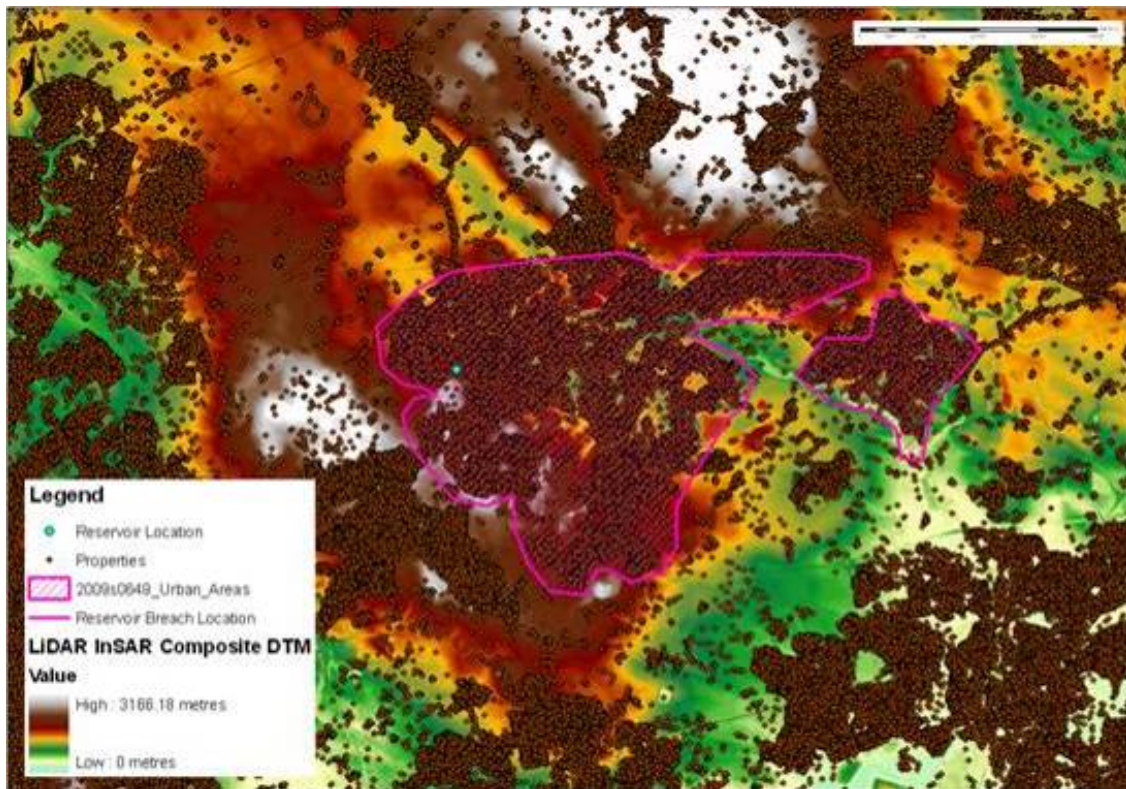 Legend
Reservoir Location
Properties
2009s0649_Urban_Areas
Reservoir Breach Location
LiDAR InSAR Composite DTM
Value
High : 3166.18 metres
Low : 0 metres